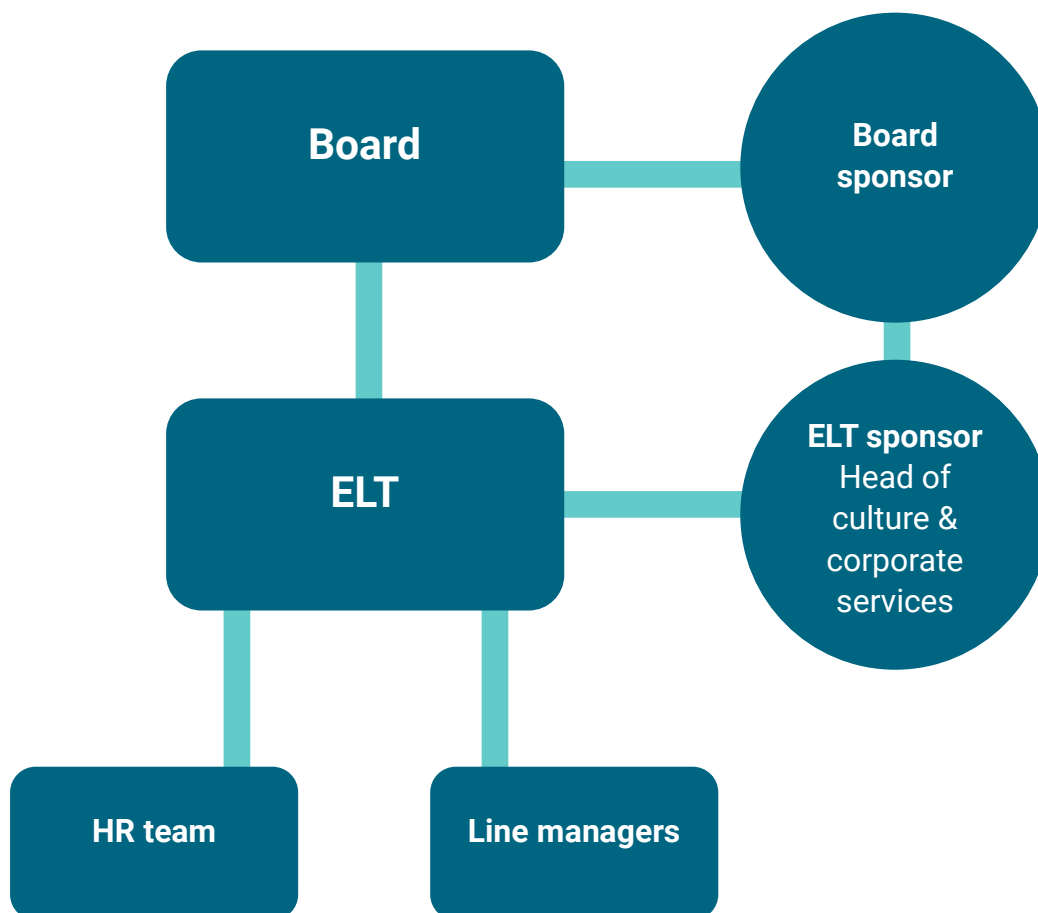 Board
Board
sponsor
ELT
ELT sponsor
Head of
culture &
corporate
services
HR team
Line managers